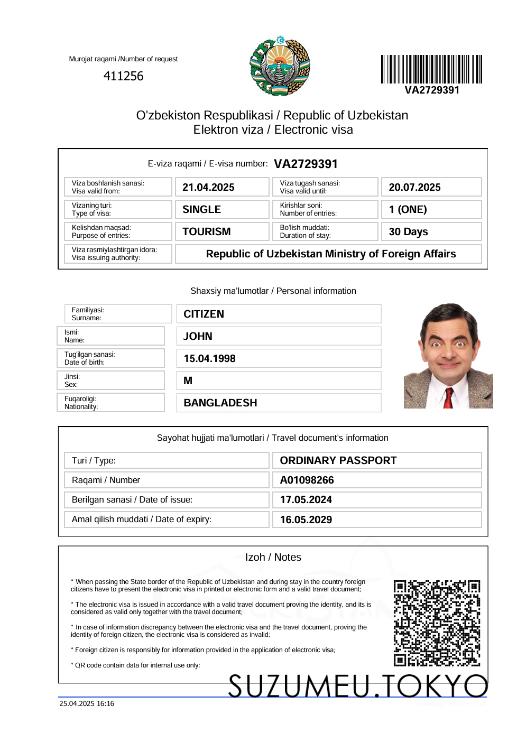 Murojat raqami /Number of request
411256
VA2729391
O'zbekiston Respublikasi / Republic of Uzbekistan
Elektron viza / Electronic visa
E-viza raqami / E-visa number: VA2729391
Viza boshlanish sanasi:
Visa valid from:
21.04.2025
Viza tugash sanasi:
Visa valid until:
20.07.2025
Vizaning turi:
Type of visa:
SINGLE
Kirishlar soni:
Number of entries:
1 (ONE)
Kelishdan maqsad:
Purpose of entries:
TOURISM
Bo'lish muddati:
Duration of stay:
30 Days
Viza rasmiylashtirgan idora:
Visa issuing authority:
Republic of Uzbekistan Ministry of Foreign Affairs
Shaxsiy ma'lumotlar / Personal information
Familiyasi:
Surname:
CITIZEN
Ismi:
Name:
JOHN
Tug'ilgan sanasi:
Date of birth:
15.04.1998
Jinsi:
Sex:
M
Fuqaroligi:
Nationality:
BANGLADESH
Sayohat hujjati ma'lumotlari / Travel document's information
Turi / Type:
ORDINARY PASSPORT
Raqami / Number
A01098266
Berilgan sanasi / Date of issue:
17.05.2024
Amal qilish muddati / Date of expiry:
16.05.2029
Izoh / Notes
* When passing the State border of the Republic of Uzbekistan and during stay in the country foreign
citizens have to present the electronic visa in printed or electronic form and a valid travel document;
* The electronic visa is issued in accordance with a valid travel document proving the identity, and its is
considered as valid only together with the travel document;
* In case of information discrepancy between the electronic visa and the travel document, proving the
identity of foreign citizen, the electronic visa is considered as invalid;
* Foreign citizen is responsibly for information provided in the application of electronic visa;
* QR code contain data for internal use only:
SUZUMEU.TOKYO
25.04.2025 16:16